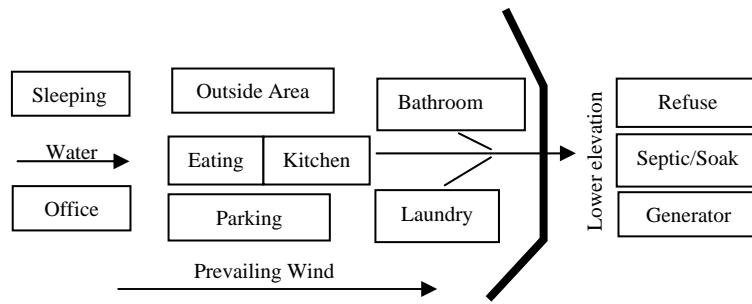 Sleeping
Outside Area
Bathroom
Refuse
Water
Eating
Kitchen
Septic/Soak
Office
Parking
Laundry
Generator
Lower elevation
Prevailing Wind